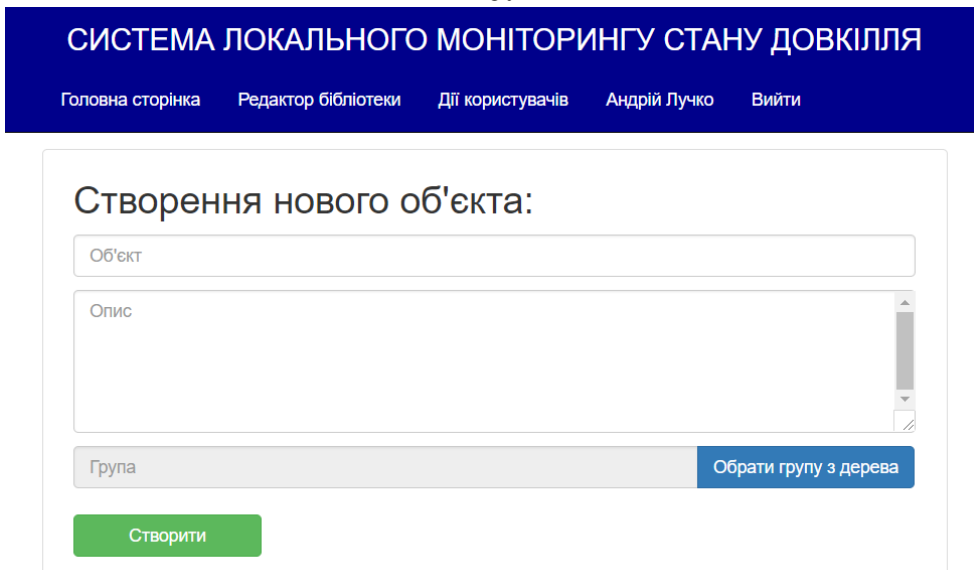 СИСТЕМА ЛОКАЛЬНОГО МОНІТОРИНГУ СТАНУ ДОВКІЛЛЯ
Головна сторінка Редактор бібліотеки Дії користувачів Андрій Лучко Вийти
Створення нового об'єкта:
Об'єкт
Опис
Група Обрати групу з дерева
Створити